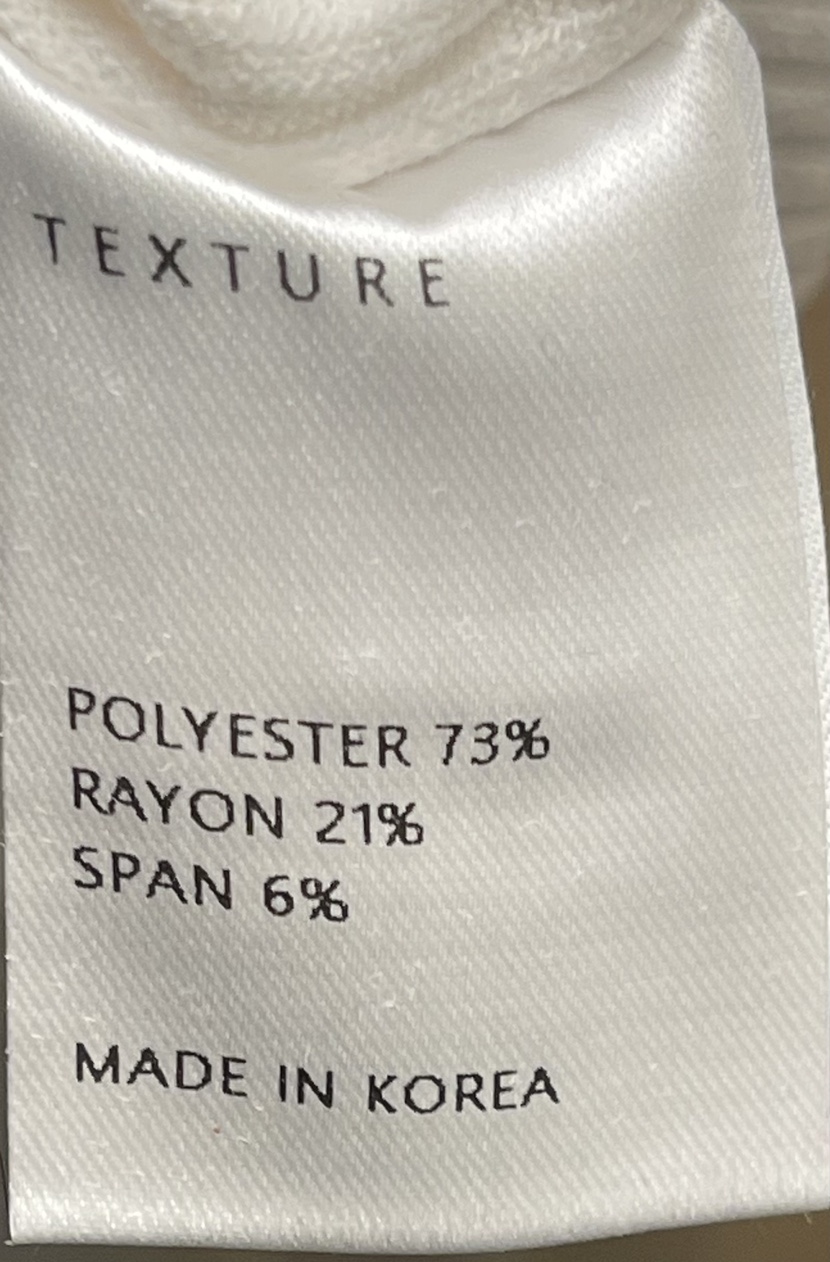 TEXTURE
POLYESTER 73%
RAYON 21%
SPAN 6%
MADE IN KOREA